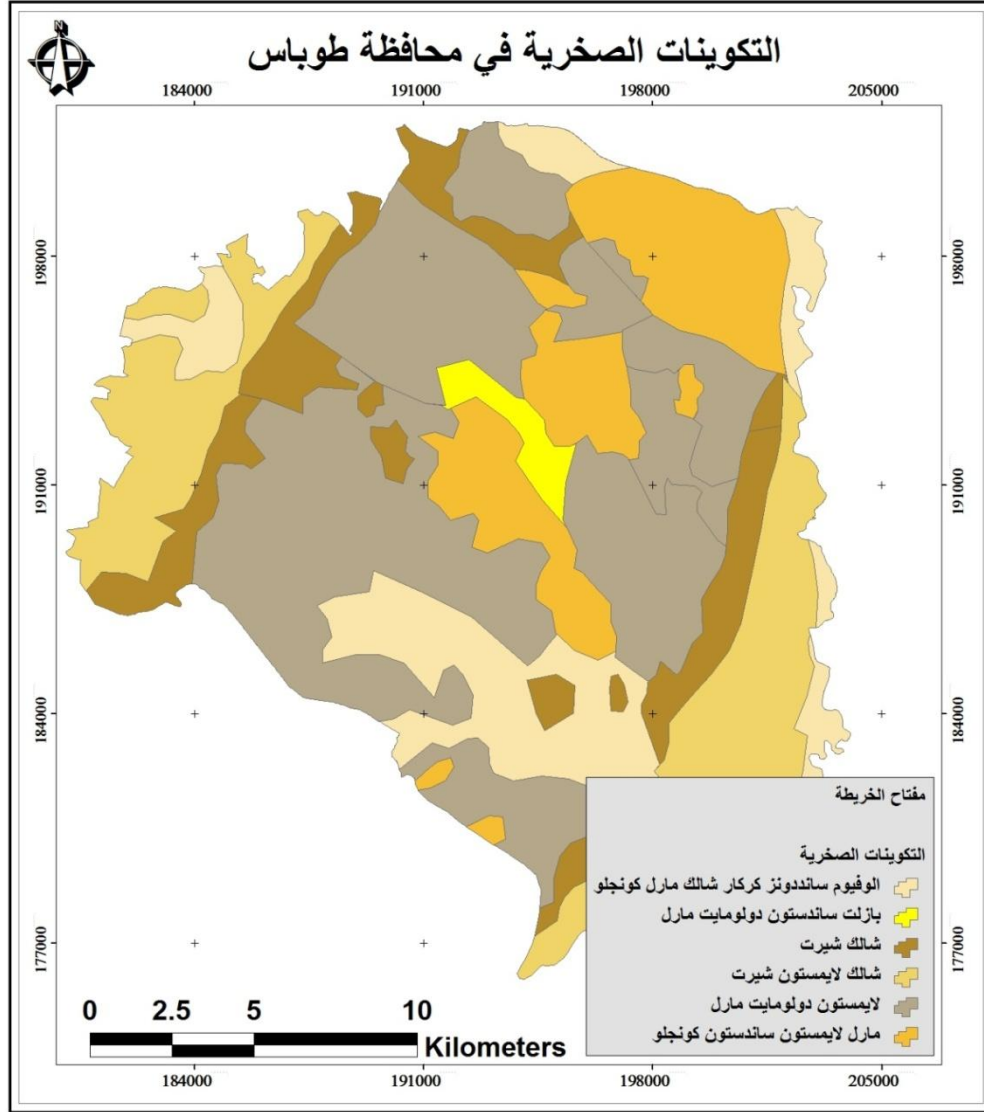 N
التكوينات الصخرية في محافظة طوباس
184000 191000 198000 205000
198000 198000
191000 191000
184000 184000
مفتاح الخريطة
التكوينات الصخرية
الوفيوم سانددونز كركار شالك مارل كونجلو
بازلت ساندستون دولومايت مارل
شالك شيرت
شالك لايمستون شيرت
لايمستون دولومايت مارل
مارل لايمستون ساندستون كونجلو
177000 177000
0 2.5 5 10
Kilometers
184000 191000 198000 205000